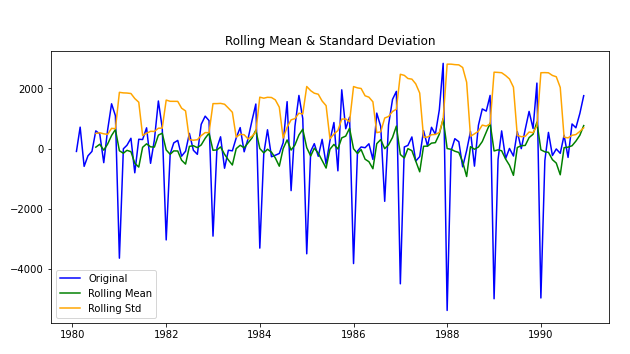 Rolling Mean & Standard Deviation
2000
0
−2000
−4000
Original
Rolling Mean
Rolling Std
1980 1982 1984 1986 1988 1990